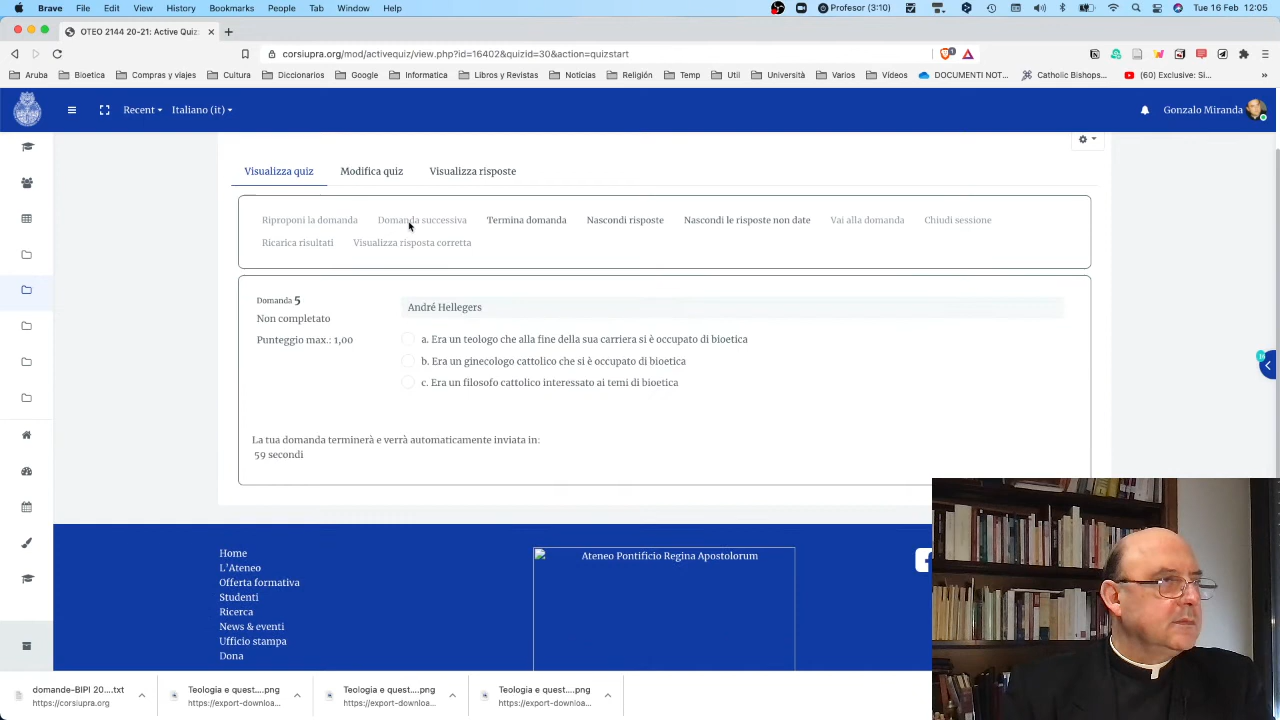 Brave File Edit View History Bookmarks People Tab Window Help
Profesor (3:10)
Tue 16 Feb 12:05
OTEO 2144 20-21: Active Quiz:
corsiupra.org/mod/activequiz/view.php?id=16402&quizid=30&action=quizstart
Aruba Bioetica Compras y viajes Cultura Diccionarios Google Informatica Libros y Revistas Noticias Religión Temp Util Università Varios Vídeos DOCUMENTI NOT... Catholic Bishops... (60) Exclusive: Si... »
Recent Italiano (it)
Gonzalo Miranda
Visualizza quiz Modifica quiz Visualizza risposte
Riproponi la domanda Domanda successiva Termina domanda Nascondi risposte Nascondi le risposte non date Vai alla domanda Chiudi sessione
Ricarica risultati Visualizza risposta corretta
Domanda 5
Non completato
Punteggio max.: 1,00
André Hellegers
a. Era un teologo che alla fine della sua carriera si è occupato di bioetica
b. Era un ginecologo cattolico che si è occupato di bioetica
c. Era un filosofo cattolico interessato ai temi di bioetica
La tua domanda terminerà e verrà automaticamente inviata in:
59 secondi
Home
L'Ateneo
Offerta formativa
Studenti
Ricerca
News & eventi
Ufficio stampa
Dona
Ateneo Pontificio Regina Apostolorum
domande-BIPI 20....txt
https://corsiupra.org
Teologia e quest....png
https://export-downloa...
Teologia e quest....png
https://export-downloa...
Teologia e quest....png
https://export-downloa...